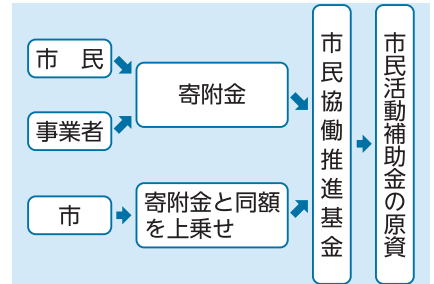 市　民
事業者
寄附金
市
寄附金と同額
を上乗せ
市民協働推進基金
市民活動補助金の原資